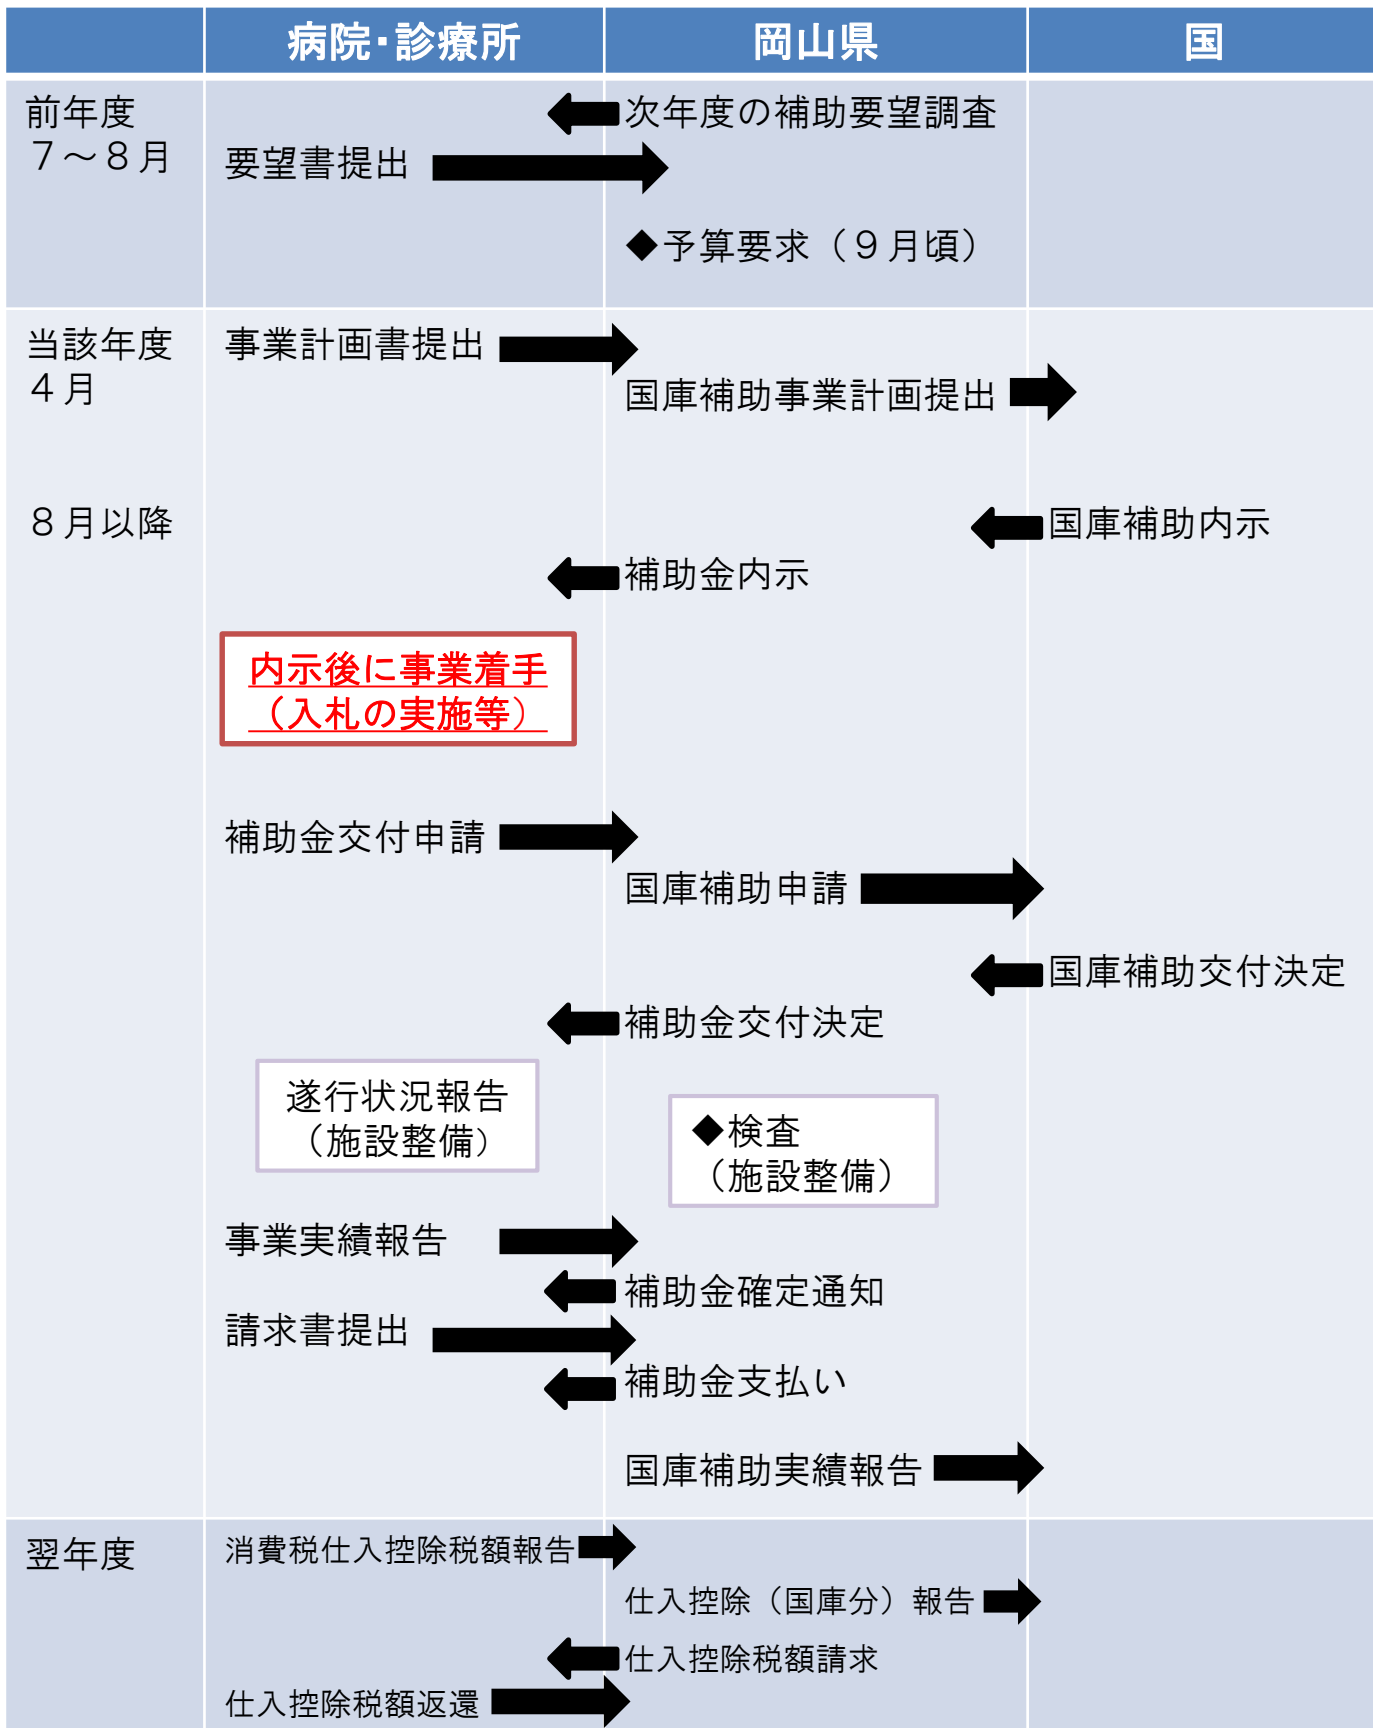 病院・診療所
岡山県
国
前年度
７～８月
次年度の補助要望調査
要望書提出
◆予算要求（９月頃）
当該年度
４月
事業計画書提出
国庫補助事業計画提出
８月以降
国庫補助内示
補助金内示
内示後に事業着手
（入札の実施等）
補助金交付申請
国庫補助申請
国庫補助交付決定
補助金交付決定
遂行状況報告
（施設整備）
◆検査
（施設整備）
事業実績報告
補助金確定通知
請求書提出
補助金支払い
国庫補助実績報告
翌年度
消費税仕入控除税額報告
仕入控除（国庫分）報告
仕入控除税額請求
仕入控除税額返還